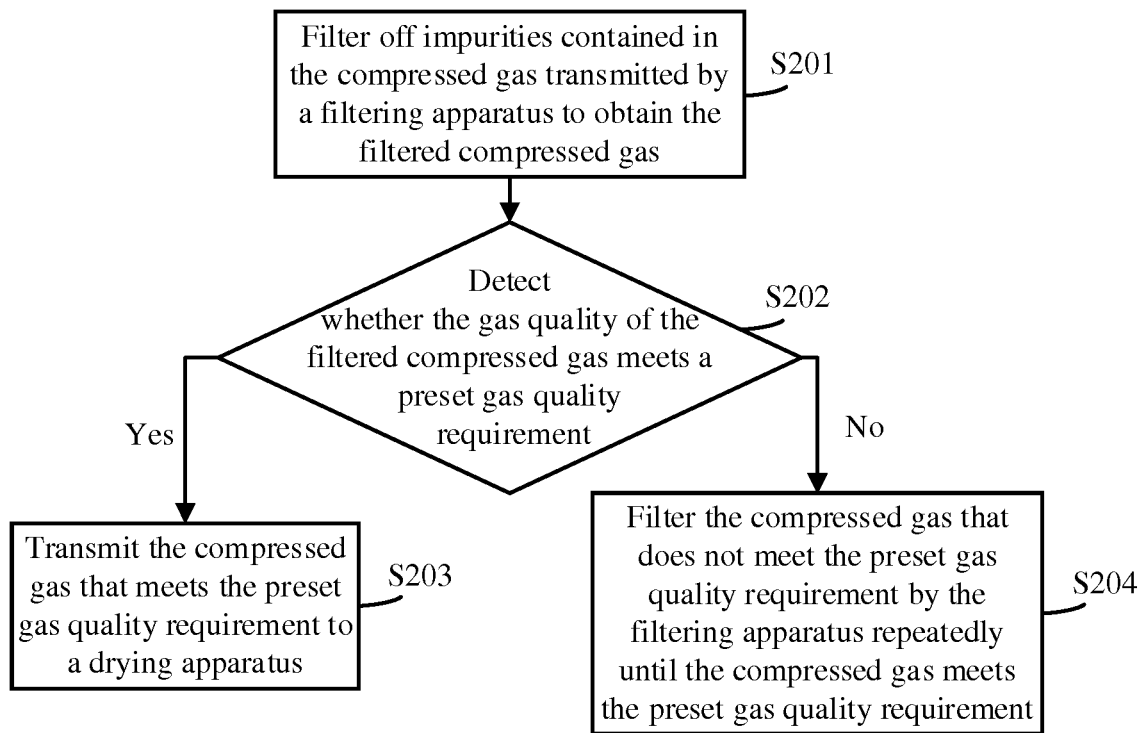 Filter off impurities contained in
the compressed gas transmitted by
a filtering apparatus to obtain the
filtered compressed gas
S201
Detect
whether the gas quality of the
filtered compressed gas meets a
preset gas quality
requirement
S202
Yes
No
Transmit the compressed
gas that meets the preset
gas quality requirement to
a drying apparatus
S203
Filter the compressed gas that
does not meet the preset gas
quality requirement by the
filtering apparatus repeatedly
until the compressed gas meets
the preset gas quality requirement
S204